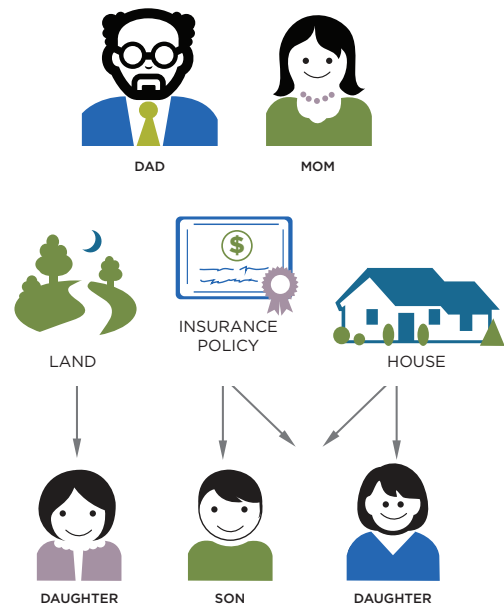 DAD
MOM
$
INSURANCE
POLICY
LAND
HOUSE
DAUGHTER
SON
DAUGHTER